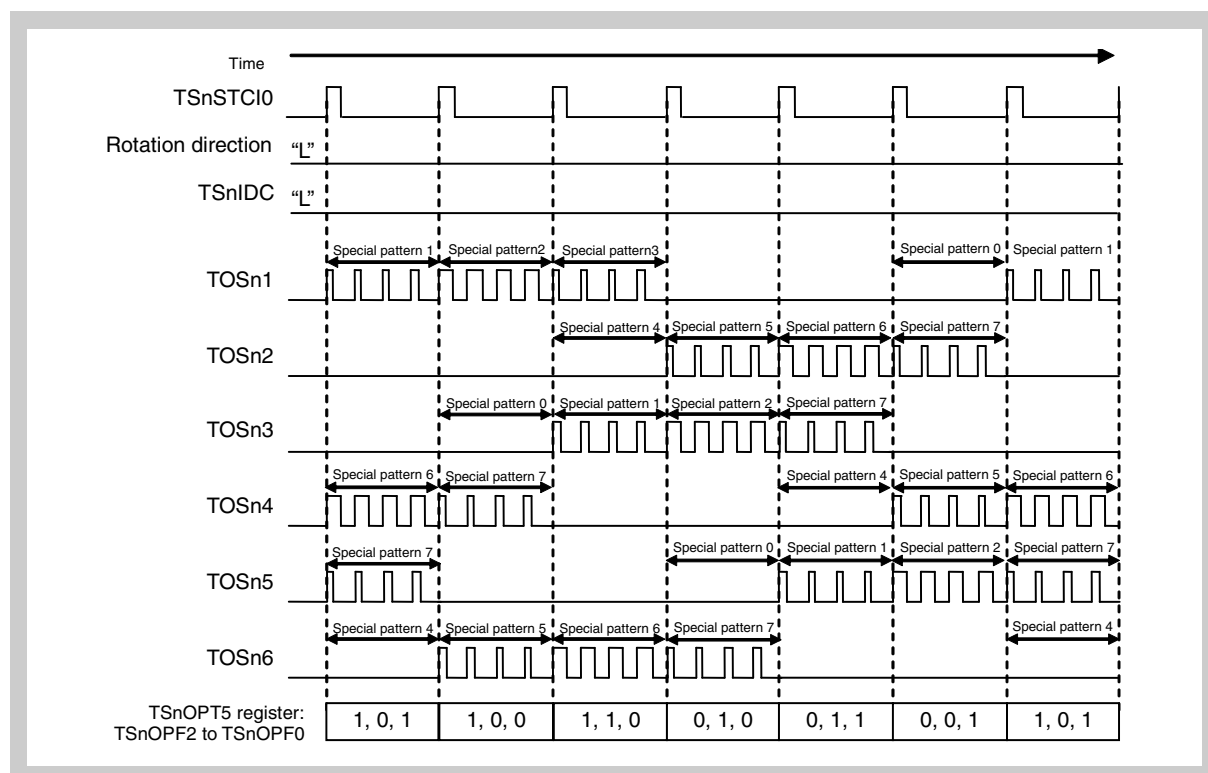 Time
TSnSTCI0
Rotation direction "L"
TSnIDC "L"
Special pattern 1 Special pattern2 Special pattern3 Special pattern 0 Special pattern 1
TOSn1
Special pattern 4 Special pattern 5 Special pattern 6 Special pattern 7
TOSn2
Special pattern 0 Special pattern 1 Special pattern 2 Special pattern 7
TOSn3
Special pattern 6 Special pattern 7 Special pattern 4 Special pattern 5 Special pattern 6
TOSn4
Special pattern 7 Special pattern 0 Special pattern 1 Special pattern 2 Special pattern 7
TOSn5
Special pattern 4 Special pattern 5 Special pattern 6 Special pattern 7 Special pattern 4
TOSn6
TSnOPT5 register:
TSnOPF2 to TSnOPF0
1, 0, 1 1, 0, 0 1, 1, 0 0, 1, 0 0, 1, 1 0, 0, 1 1, 0, 1